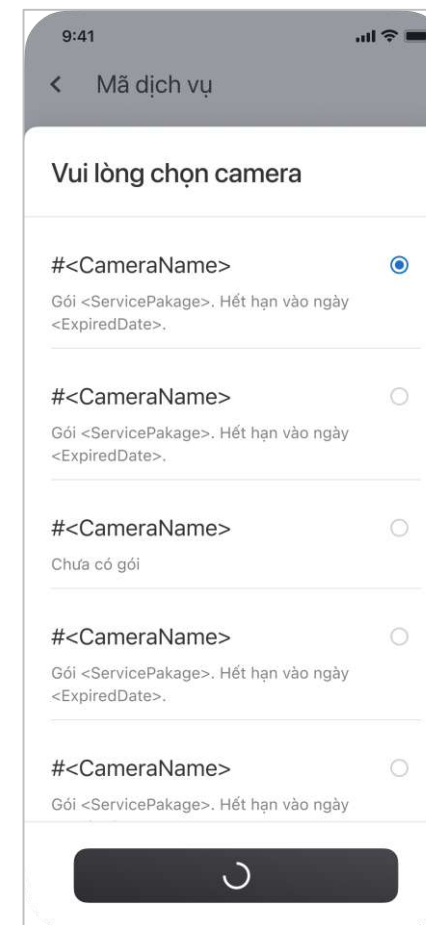 9:41
Mã dịch vụ
Vui lòng chọn camera
#<CameraName>
Gói <ServicePakage>. Hết hạn vào ngày
<ExpiredDate>.
#<CameraName>
Gói <ServicePakage>. Hết hạn vào ngày
<ExpiredDate>.
#<CameraName>
Chưa có gói
#<CameraName>
Gói <ServicePakage>. Hết hạn vào ngày
<ExpiredDate>.
#<CameraName>
Gói <ServicePakage>. Hết hạn vào ngày